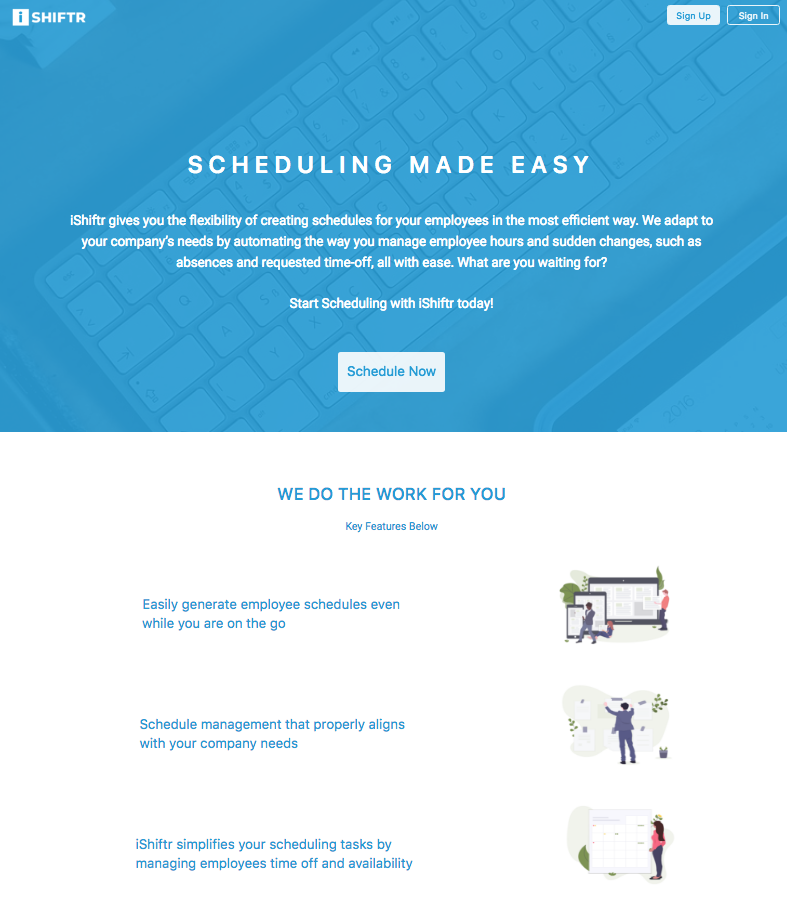 i SHIFTR
Sign Up
Sign In
SCHEDULING MADE EASY
iShiftr gives you the flexibility of creating schedules for your employees in the most efficient way. We adapt to
your company's needs by automating the way you manage employee hours and sudden changes, such as
absences and requested time-off, all with ease. What are you waiting for?
Start Scheduling with iShiftr today!
Schedule Now
2016
WE DO THE WORK FOR YOU
Key Features Below
Easily generate employee schedules even
while you are on the go
Schedule management that properly aligns
with your company needs
iShiftr simplifies your scheduling tasks by
managing employees time off and availability